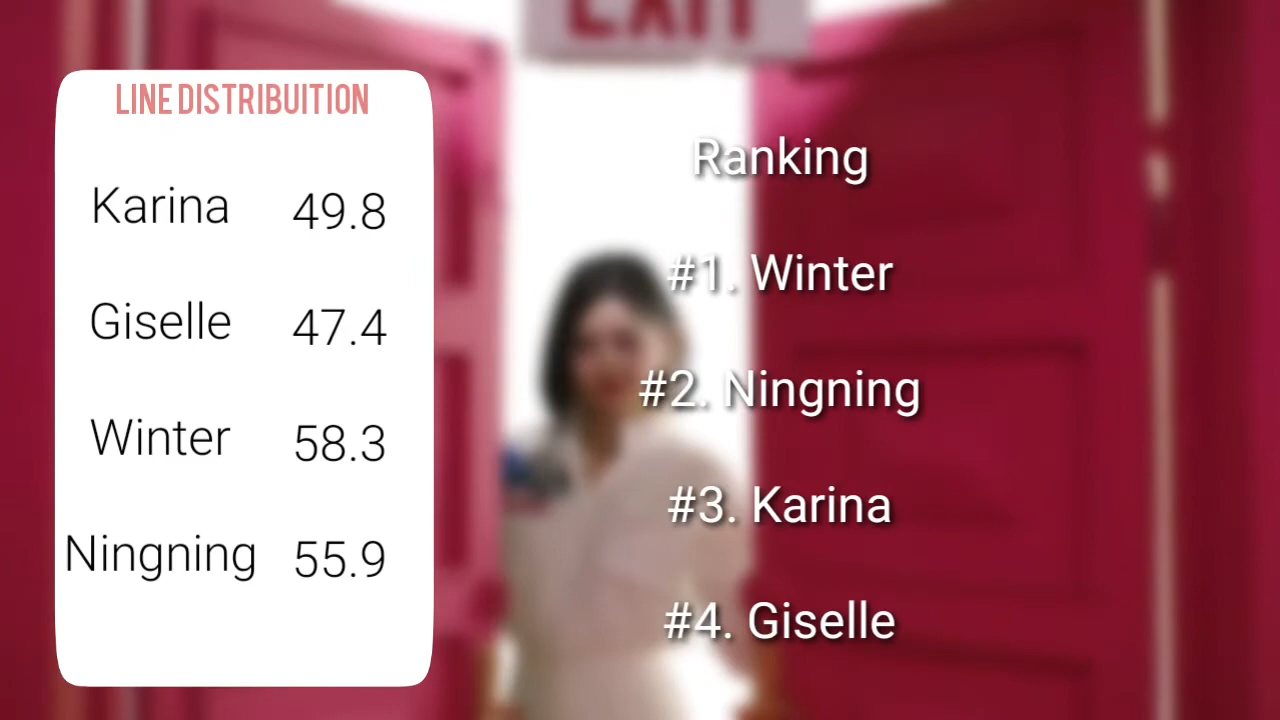 EXIT
LINE DISTRIBUITION
Karina 49.8
Giselle 47.4
Winter 58.3
Ningning 55.9
Ranking
#1. Winter
#2. Ningning
#3. Karina
#4. Giselle